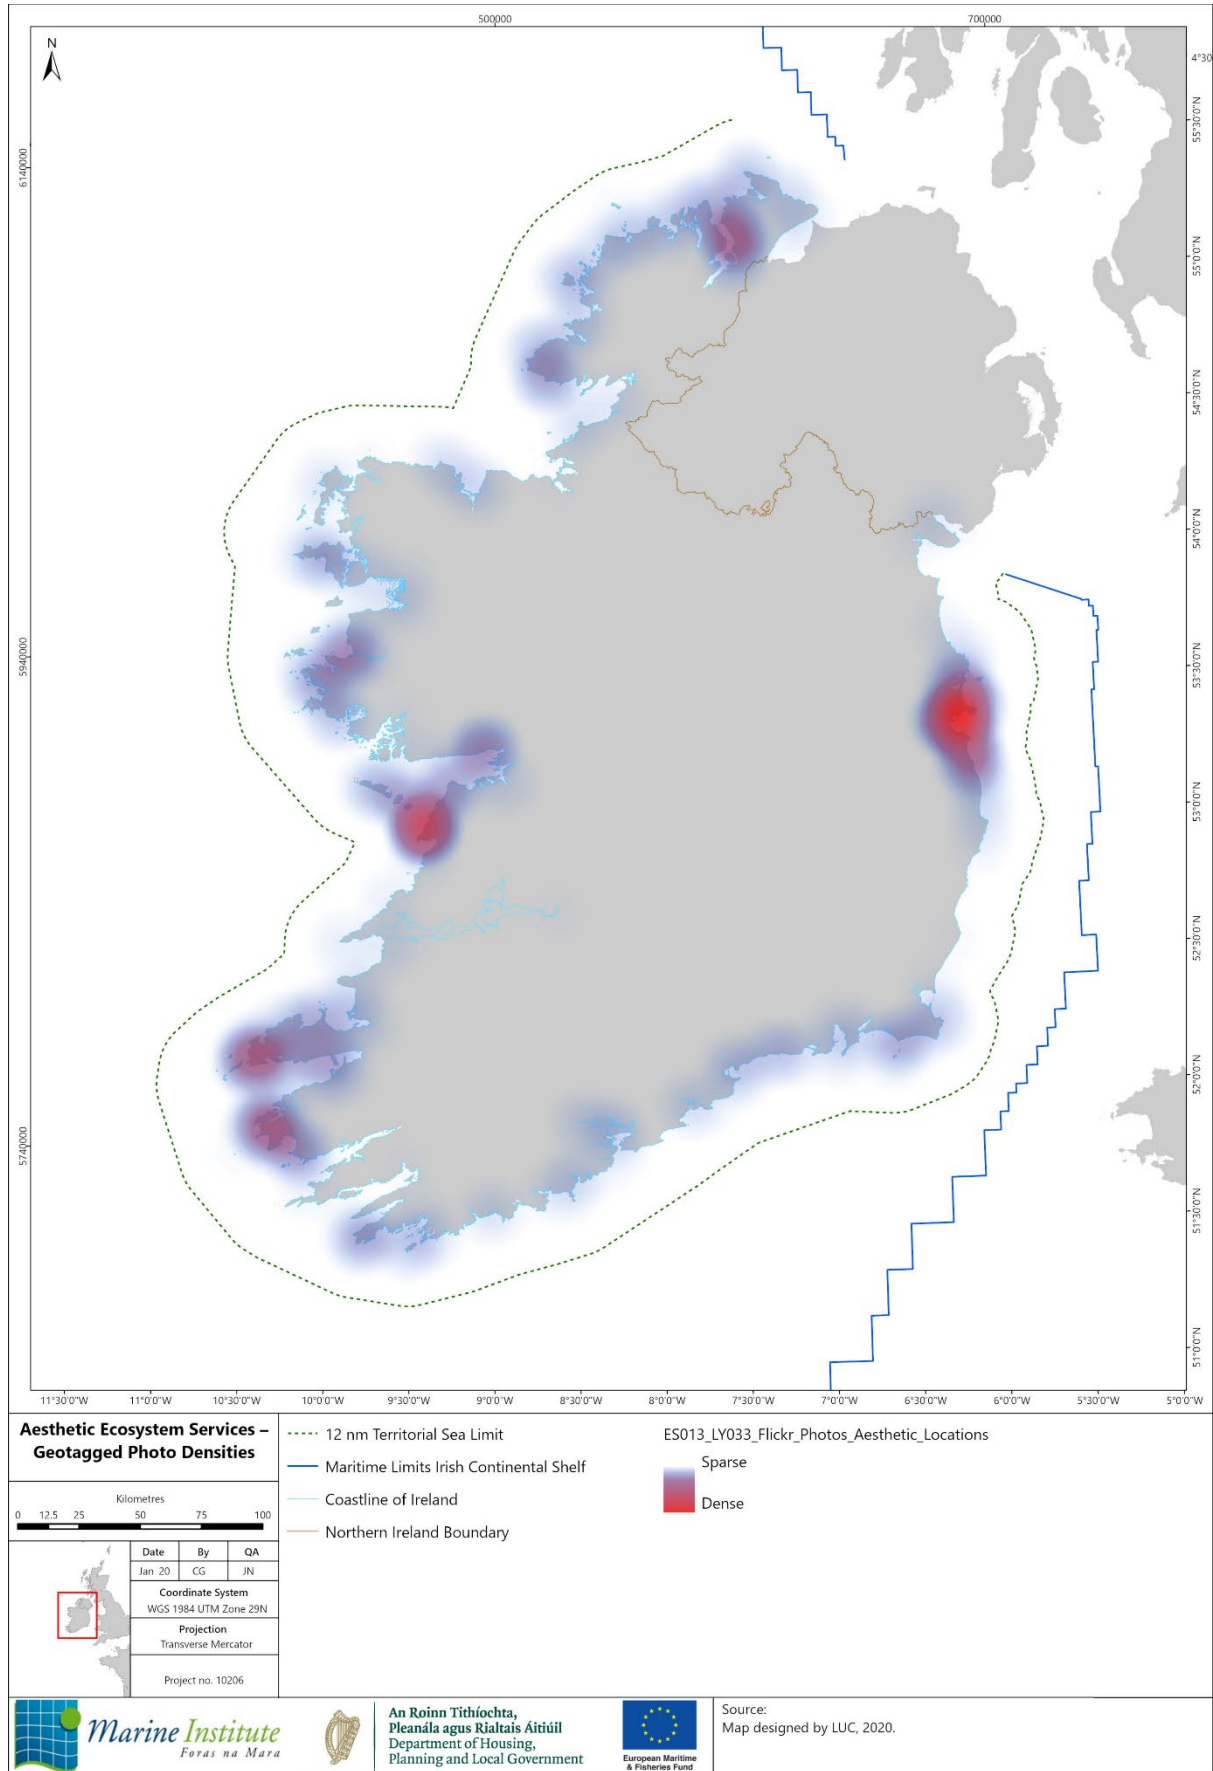 500000
700000
N
4°30
55°30'0"N
6140000
55°0'0"N
54°30'0"N
54°0'0"N
5940000
53°30'0"N
53°0'0"N
52°30'0"N
52°0'0"N
5740000
51°30'0"N
51°0'0"N
11°30'0"W
11°0'0"W
10°30'0"W
10°0'0"W
9°30'0"W
9°0'0"W
8°30'0"W
8°0'0"W
7°30'0"W
7°0'0"W
6°30'0"W
6°0'0"W
5°30'0"W
5°0'0"W
Aesthetic Ecosystem Services –
Geotagged Photo Densities
Kilometres
0 12.5 25 50 75 100
Date By QA
Jan 20 CG JN
Coordinate System
WGS 1984 UTM Zone 29N
Projection
Transverse Mercator
Project no. 10206
12 nm Territorial Sea Limit
Maritime Limits Irish Continental Shelf
Coastline of Ireland
Northern Ireland Boundary
ES013_LY033_Flickr_Photos_Aesthetic_Locations
Sparse
Dense
Marine Institute
Foras na Mara
An Roinn Tithíochta,
Pleanála agus Rialtais Áitiúil
Department of Housing,
Planning and Local Government
European Maritime
& Fisheries Fund
Source:
Map designed by LUC, 2020.